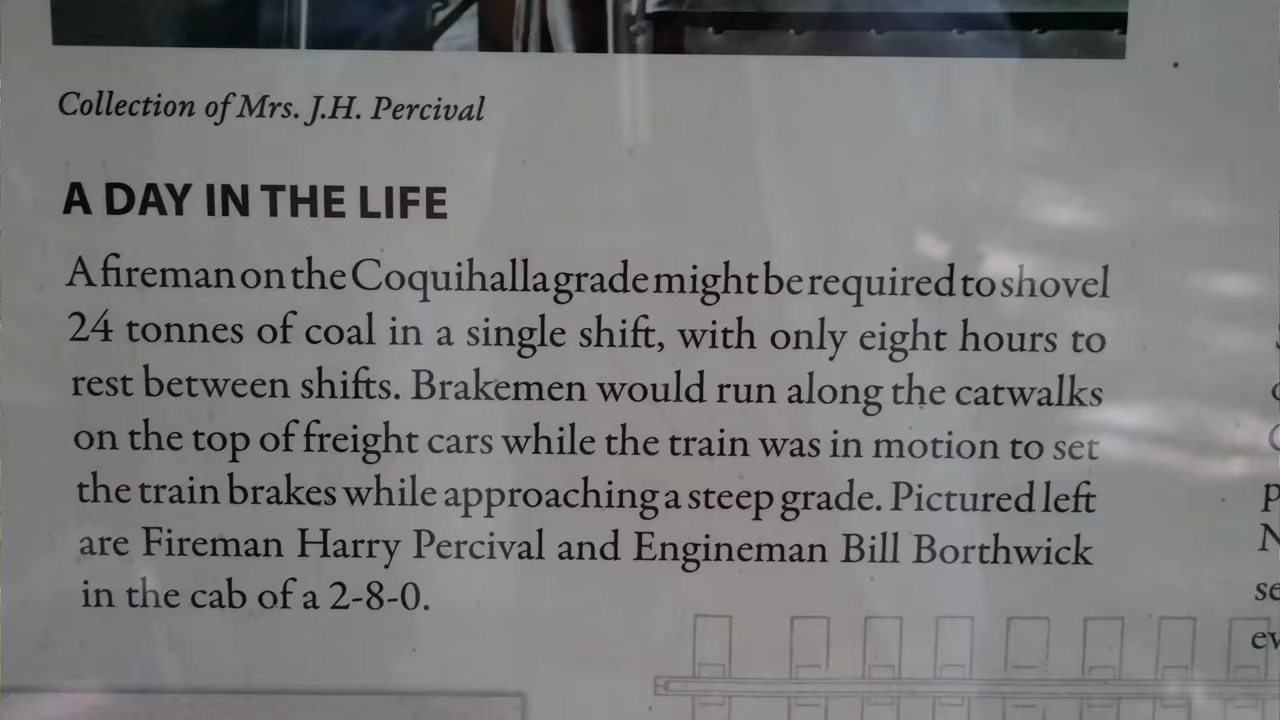 Collection of Mrs. J.H. Percival
A DAY IN THE LIFE
A fireman on the Coquihalla grade might be required to shovel
24 tonnes of coal in a single shift, with only eight hours to
rest between shifts. Brakemen would run along the catwalks
on the top of freight cars while the train was in motion to set
the train brakes while approaching a steep grade. Pictured left
are Fireman Harry Percival and Engineman Bill Borthwick
in the cab of a 2-8-0.